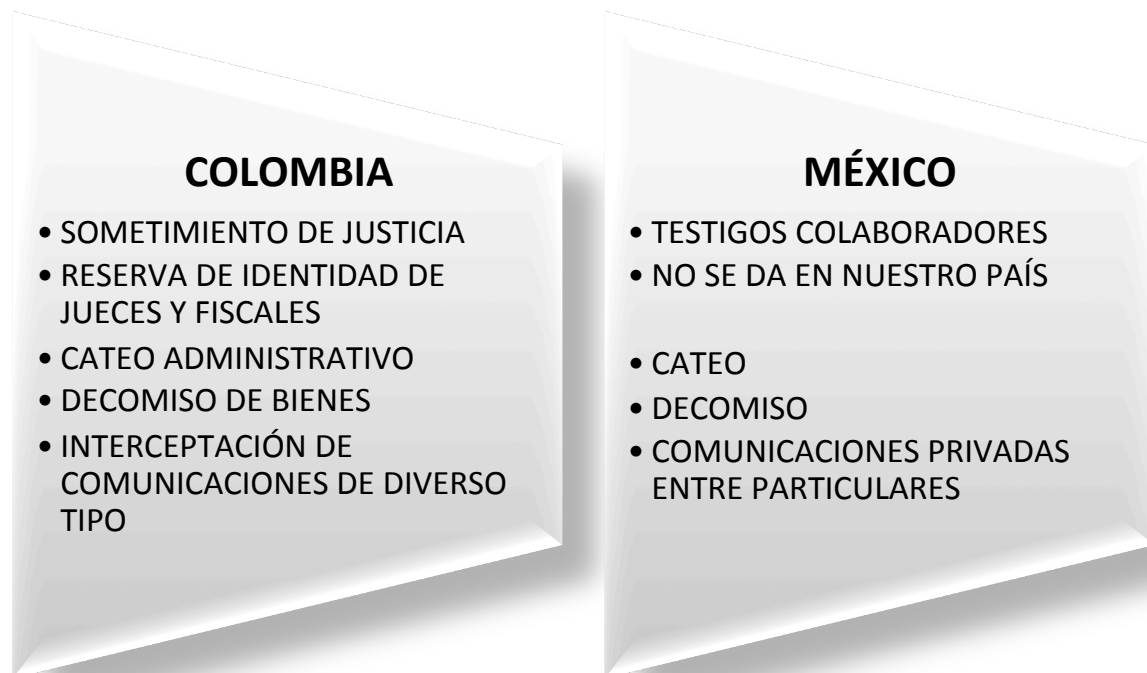 COLOMBIA
• SOMETIMIENTO DE JUSTICIA
• RESERVA DE IDENTIDAD DE
JUECES Y FISCALES
• CATEO ADMINISTRATIVO
• DECOMISO DE BIENES
• INTERCEPTACIÓN DE
COMUNICACIONES DE DIVERSO
TIPO
MÉXICO
• TESTIGOS COLABORADORES
• NO SE DA EN NUESTRO PAÍS
• CATEO
• DECOMISO
• COMUNICACIONES PRIVADAS
ENTRE PARTICULARES